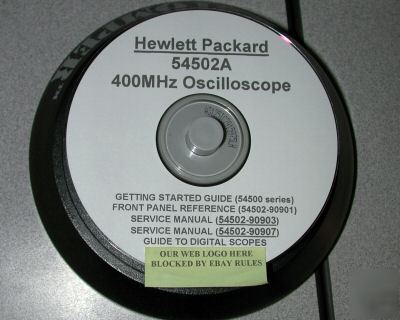 Hewlett Packard
54502A
400MHz Oscilloscope
GETTING STARTED GUIDE (54500 series)
FRONT PANEL REFERENCE (54502-90901)
SERVICE MANUAL (54502-90903)
SERVICE MANUAL (54502-90907)
GUIDE TO DIGITAL SCOPES
OUR WEB LOGO HERE
BLOCKED BY EBAY RULES